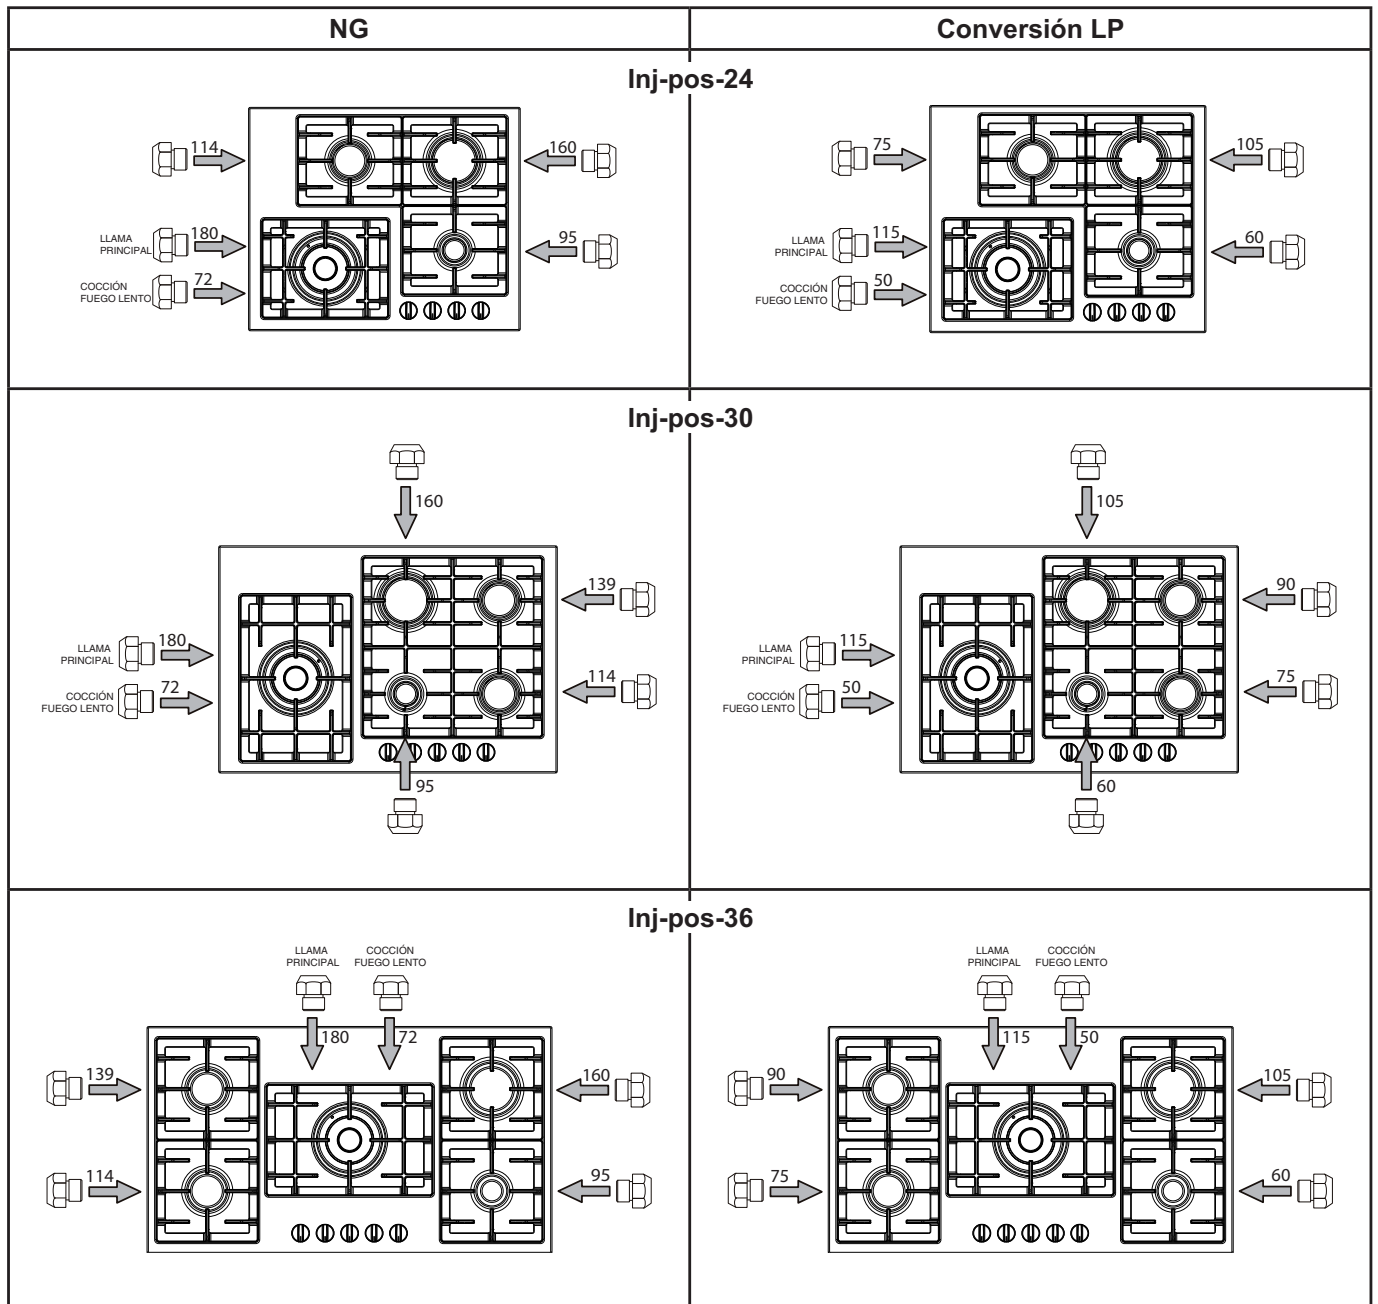 NG
Conversión LP
Inj-pos-24
114
160
LLAMA
PRINCIPAL
180
95
COCCIÓN
FUEGO LENTO
72
75
105
LLAMA
PRINCIPAL
115
60
COCCIÓN
FUEGO LENTO
50
Inj-pos-30
160
139
LLAMA
PRINCIPAL
180
COCCIÓN
FUEGO LENTO
72
114
95
105
90
LLAMA
PRINCIPAL
115
COCCIÓN
FUEGO LENTO
50
75
60
Inj-pos-36
LLAMA
PRINCIPAL
COCCIÓN
FUEGO LENTO
180
72
139
160
114
95
LLAMA
PRINCIPAL
COCCIÓN
FUEGO LENTO
115
50
90
105
75
60